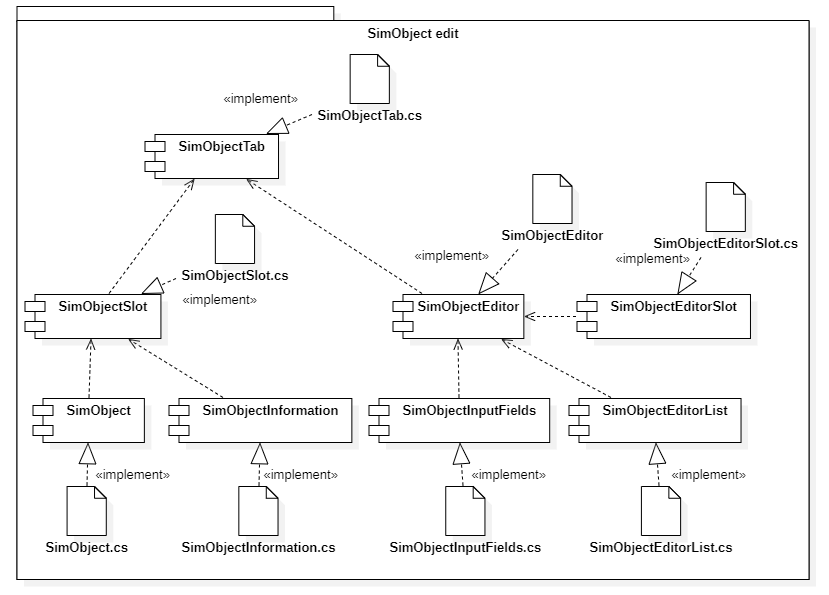 SimObject edit
«implement»
SimObjectTab.cs
SimObjectTab
SimObjectEditor
SimObjectEditorSlot.cs
«implement»
«implement»
SimObjectSlot.cs
«implement»
SimObjectSlot
SimObjectEditor
SimObjectEditorSlot
SimObject
SimObjectInformation
SimObjectInputFields
SimObjectEditorList
«implement»
«implement»
«implement»
«implement»
SimObject.cs
SimObjectInformation.cs
SimObjectInputFields.cs
SimObjectEditorList.cs